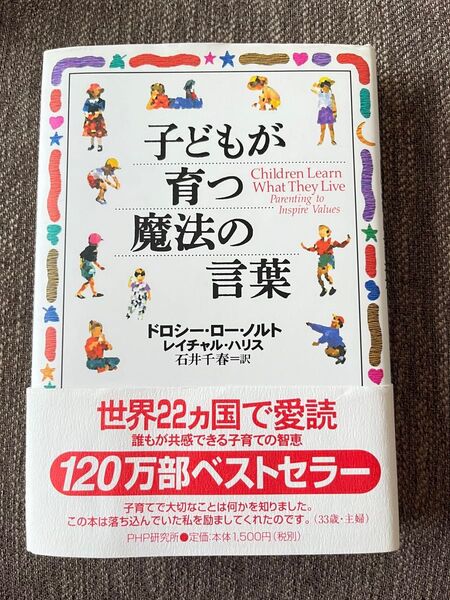 子どもが
育つ
Children Learn
What They Live
Parenting to
Inspire Values
魔法の
言葉
ドロシー・ロー・ノルト
レイチャル・ハリス
石井千春=訳
世界22ヵ国で愛読
誰もが共感できる子育ての智恵
120万部ベストセラー
子育てで大切なことは何かを知りました。
この本は落ち込んでいた私を励ましてくれたのです。(33歳・主婦)
PHP研究所●定価:本体1,500円(税別)